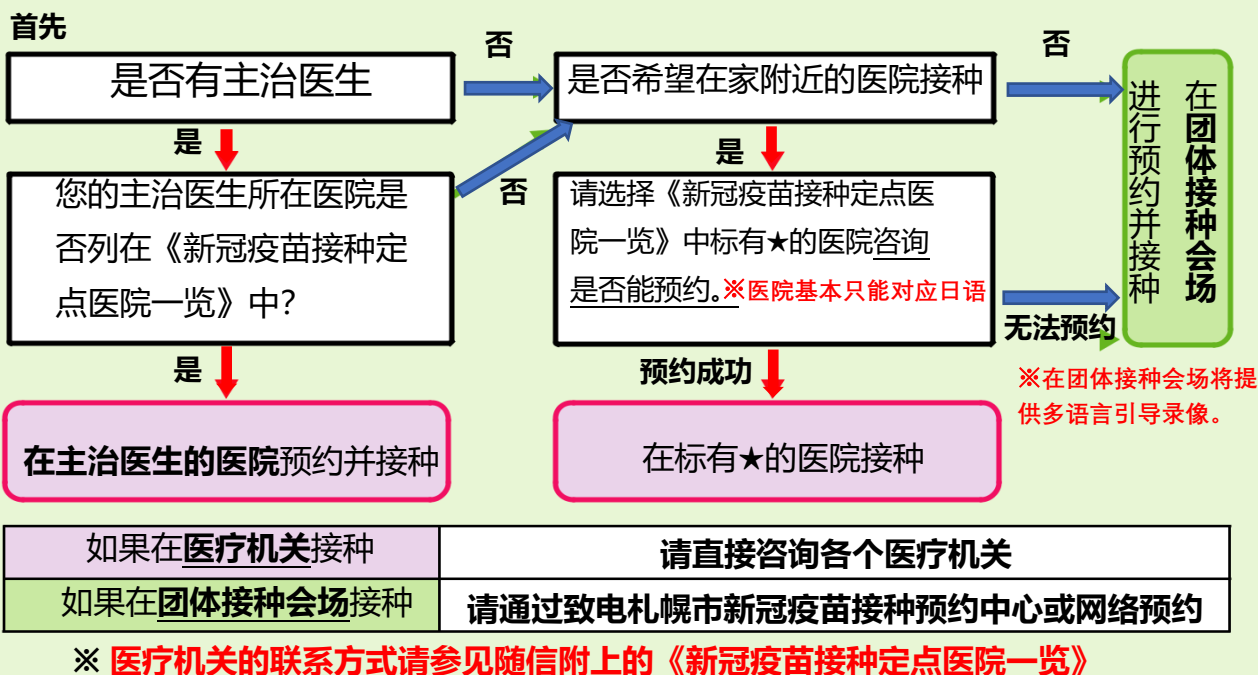 首先
是否有主治医生
否
是否希望在家附近的医院接种
否
在团体接种会场
进行预约并接种
是
是
您的主治医生所在医院是
否列在《新冠疫苗接种定
点医院一览》中?
否
请选择《新冠疫苗接种定点医
院一览》中标有★的医院咨询
是否能预约。※医院基本只能对应日语
无法预约
是
预约成功
※在团体接种会场将提
供多语言引导录像。
在主治医生的医院预约并接种
在标有★的医院接种
如果在医疗机关接种
请直接咨询各个医疗机关
如果在团体接种会场接种
请通过致电札幌市新冠疫苗接种预约中心或网络预约
※ 医疗机关的联系方式请参见随信附上的《新冠疫苗接种定点医院一览》